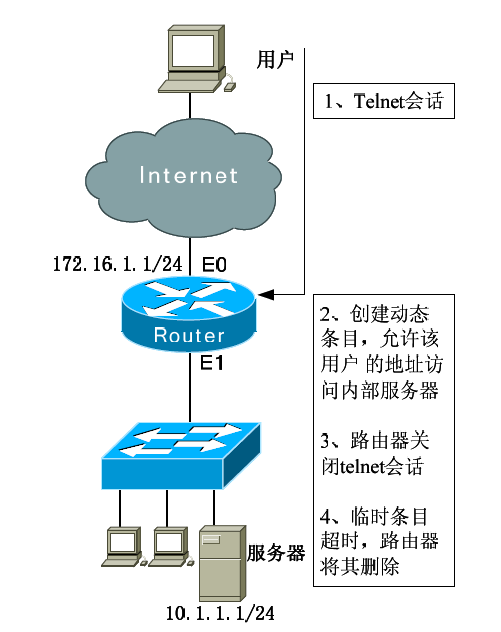 用户
1、Telnet会话
Internet
172.16.1.1/24 E0
Router
E1
2、创建动态
条目，允许该
用户 的地址访
问内部服务器
3、路由器关
闭telnet会话
4、临时条目
超时，路由器
将其删除
服务器
10.1.1.1/24